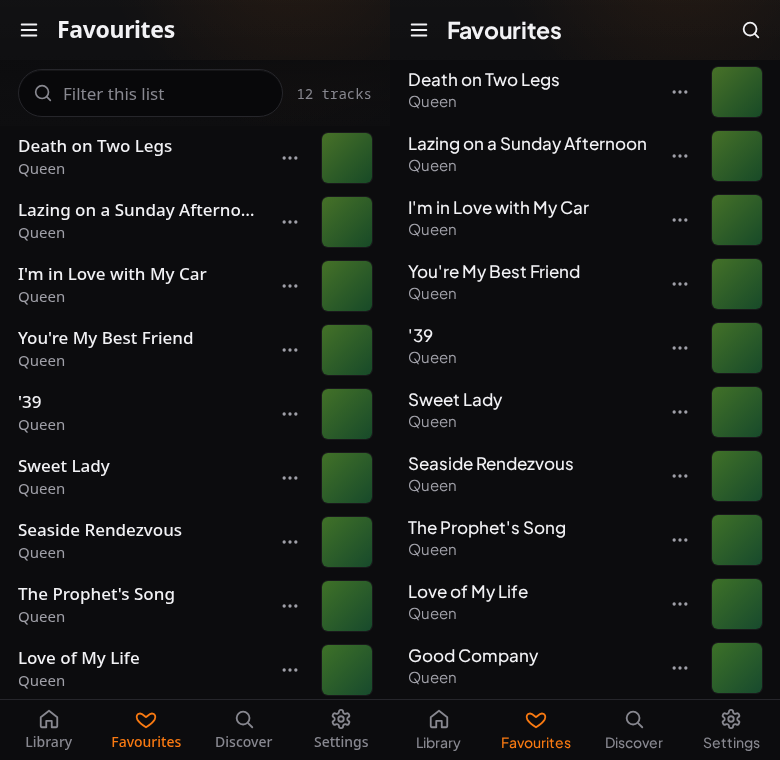 Favourites
Filter this list
12 tracks
Death on Two Legs
Queen
Lazing on a Sunday Afterno...
Queen
I'm in Love with My Car
Queen
You're My Best Friend
Queen
'39
Queen
Sweet Lady
Queen
Seaside Rendezvous
Queen
The Prophet's Song
Queen
Love of My Life
Queen
Library
Favourites
Discover
Settings
Favourites
Death on Two Legs
Queen
Lazing on a Sunday Afternoon
Queen
I'm in Love with My Car
Queen
You're My Best Friend
Queen
'39
Queen
Sweet Lady
Queen
Seaside Rendezvous
Queen
The Prophet's Song
Queen
Love of My Life
Queen
Good Company
Queen
Library
Favourites
Discover
Settings